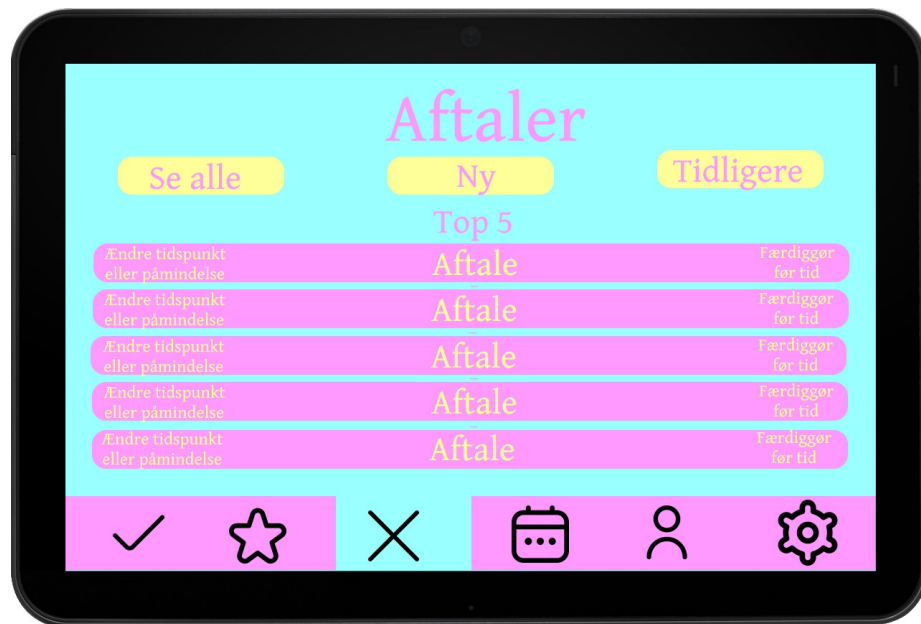 Aftaler
Se alle
Ny
Tidligere
Top 5
Ændre tidspunkt
eller påmindelse
Aftale
Færdiggør
før tid
Ændre tidspunkt
eller påmindelse
Aftale
Færdiggør
før tid
Ændre tidspunkt
eller påmindelse
Aftale
Færdiggør
før tid
Ændre tidspunkt
eller påmindelse
Aftale
Færdiggør
før tid
Ændre tidspunkt
eller påmindelse
Aftale
Færdiggør
før tid